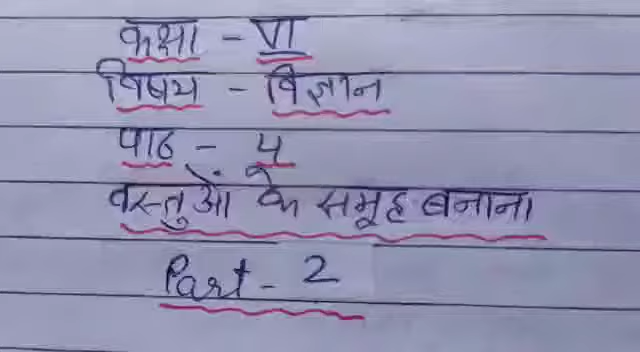 कक्षा - VI
विषय - विज्ञान
पाठ - 4
वस्तुओं के समूह बनाना
Part - 2